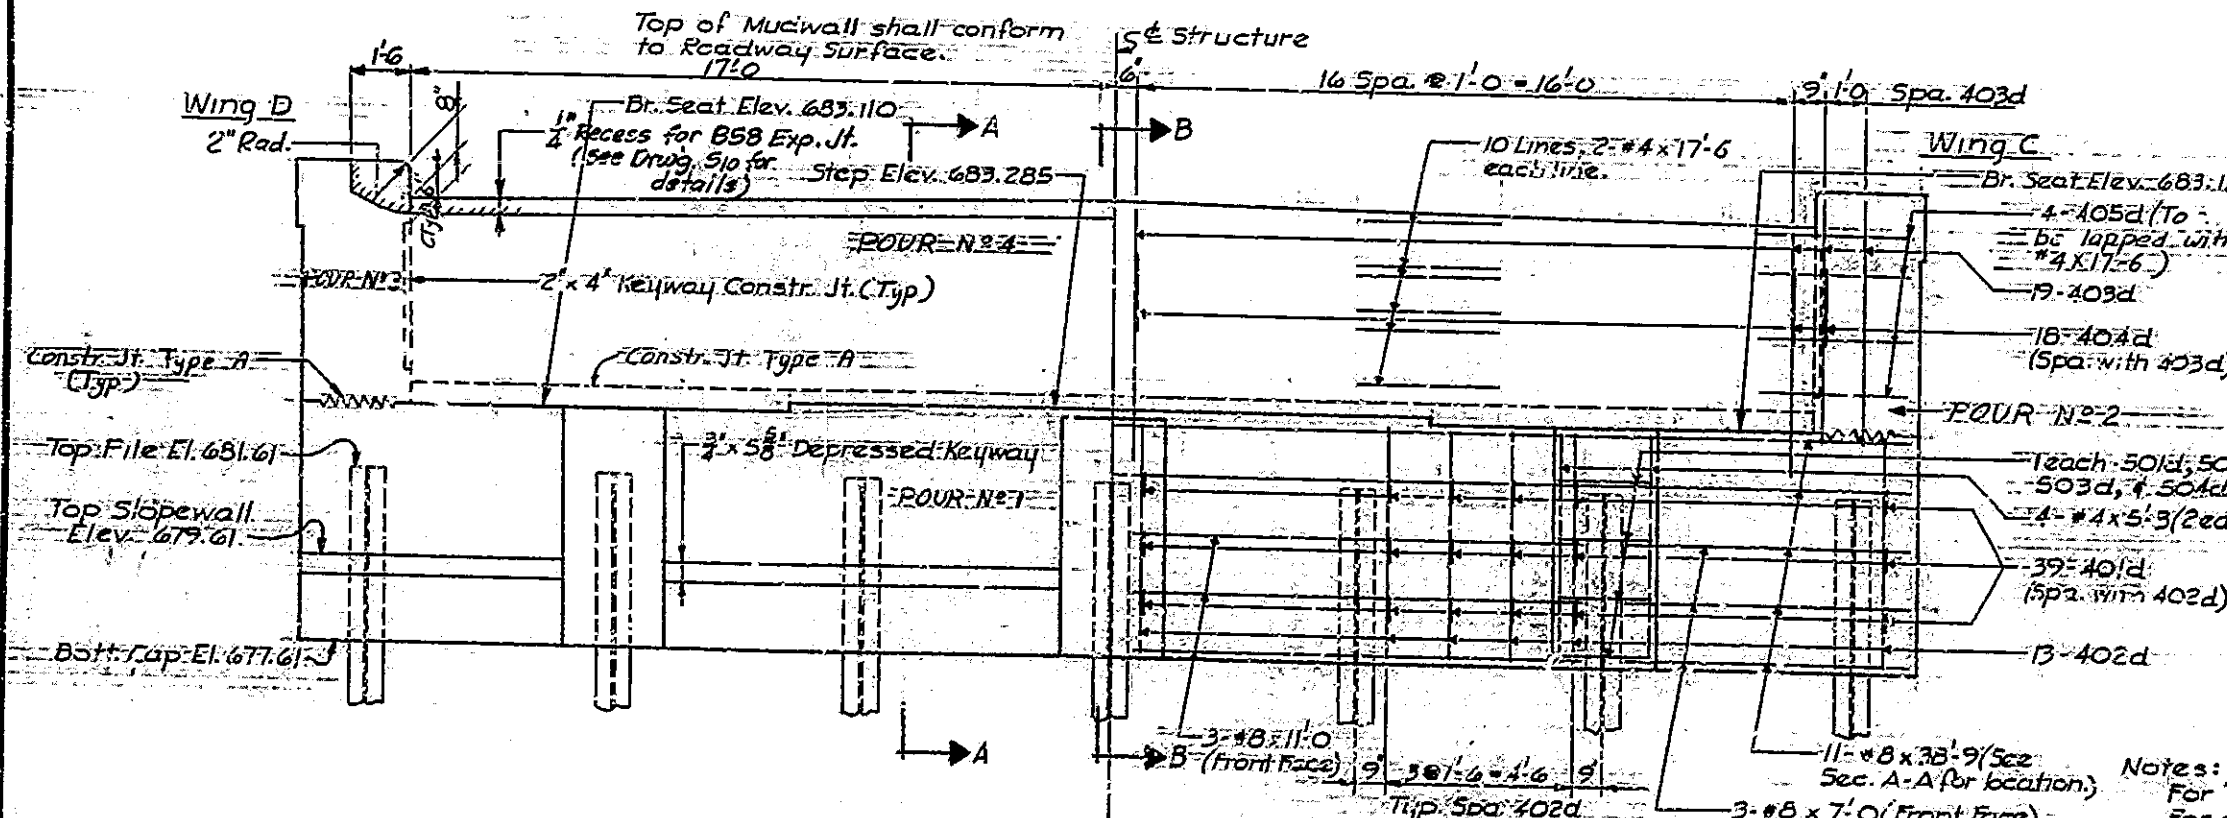 Top of Mudwall shall conform
to Roadway Surface.
℄ Structure
1'-6
17'-0
6"
16 Spa. @ 1'-0 = 16'-0
9"
1'-0
Spa. 403d
Wing D
2" Rad.
8"
Br. Seat Elev. 683.110
1/4" Recess for B58 Exp. Jt.
(See Drwg. S10 for
details)
Step Elev. 683.285
A
B
10 Lines, 2-#4 x 17'-6
each line.
Wing C
Br. Seat Elev. 683.1
4-405d (To
be lapped with
#4 x 17'-6)
19-403d
18-404d
(Spa. with 403d)
POUR Nº 4
POUR Nº 3
2" x 4" Keyway Constr. Jt. (Typ)
Constr. Jt. Type A
(Typ)
Constr. Jt. Type A
POUR Nº 2
Top Pile El. 681.61
3/4" x 5 5/8" Depressed Keyway
POUR Nº 1
Top Slopewall
Elev. 679.61
1 each 501d, 50
503d, & 504d
4-#4 x 5'-3 (2 ea
39-401d
(Spa. with 402d)
13-402d
Bott. Cap El. 677.61
A
B
3-#8 x 11'-0
(Front Face)
9"
3 @ 1'-6 = 4'-6
9"
Typ. Spa. 402d
11-#8 x 38'-9 (See
Sec. A-A for location.)
3-#8 x 7'-0 (Front Face)
Notes:
For